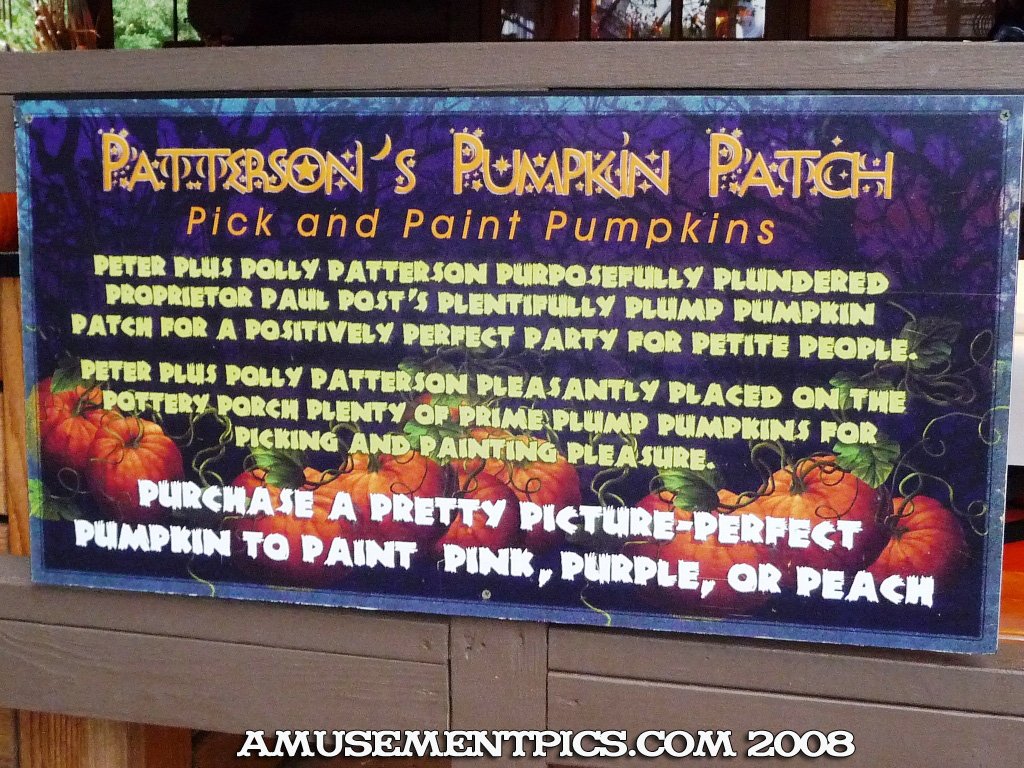 Patterson's Pumpkin Patch
Pick and Paint Pumpkins
PETER PLUS POLLY PATTERSON PURPOSEFULLY PLUNDERED
PROPRIETOR PAUL POST'S PLENTIFULLY PLUMP PUMPKIN
PATCH FOR A POSITIVELY PERFECT PARTY FOR PETITE PEOPLE.
PETER PLUS POLLY PATTERSON PLEASANTLY PLACED ON THE
POTTERY PORCH PLENTY OF PRIME PLUMP PUMPKINS FOR
PICKING AND PAINTING PLEASURE.
PURCHASE A PRETTY PICTURE-PERFECT
PUMPKIN TO PAINT PINK, PURPLE, OR PEACH
AMUSEMENTPICS.COM 2008